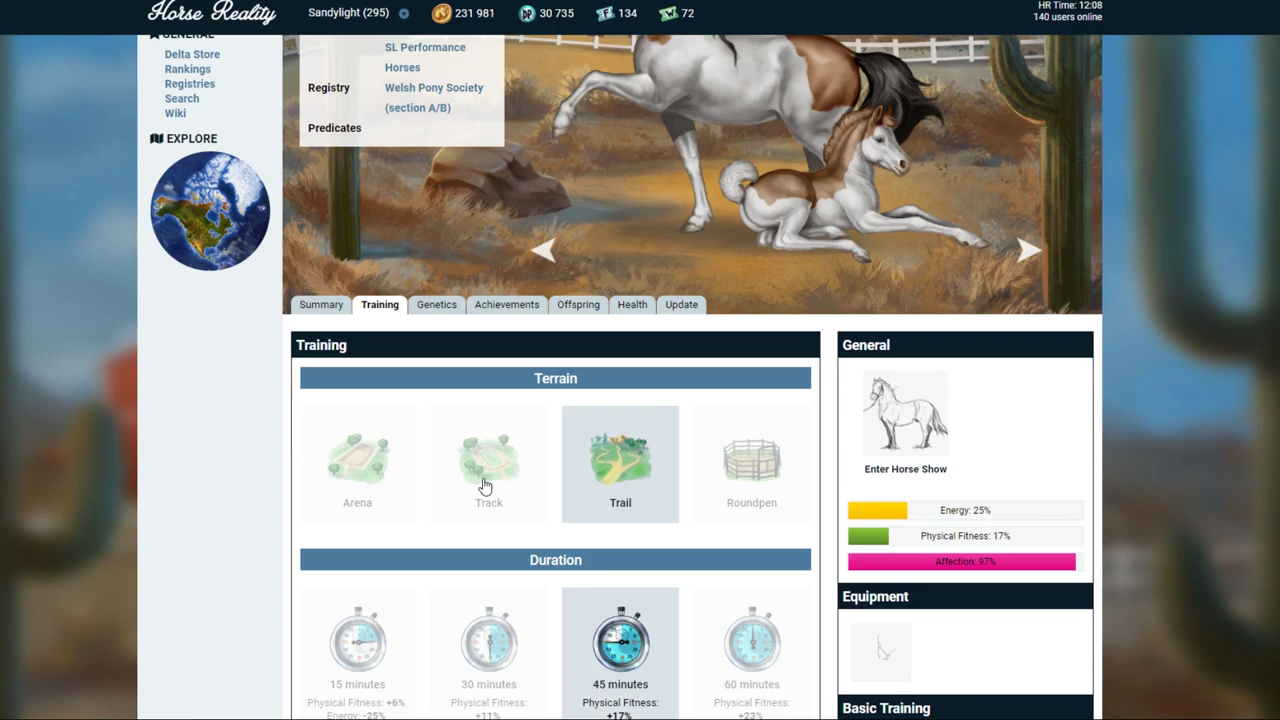 Horse Reality
Sandylight (295)
231 981
30 735
134
72
HR Time: 12:08
140 users online
GENERAL
Delta Store
Rankings
Registries
Search
Wiki
EXPLORE
SL Performance
Horses
Registry
Welsh Pony Society
(section A/B)
Predicates
Summary
Training
Genetics
Achievements
Offspring
Health
Update
Training
Terrain
Arena
Track
Trail
Roundpen
Duration
15 minutes
30 minutes
45 minutes
60 minutes
Physical Fitness: +6%
Energy: -25%
Physical Fitness:
+11%
Physical Fitness:
+17%
Physical Fitness:
+23%
General
Enter Horse Show
Energy: 25%
Physical Fitness: 17%
Affection: 97%
Equipment
Basic Training